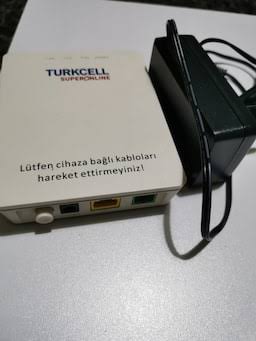 TURKCELL
SUPERONLINE
Lütfen cihaza bağlı kabloları
hareket ettirmeyiniz!